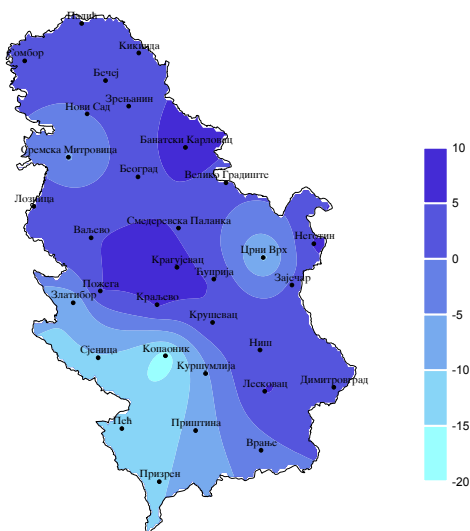 Палић
Кикинда
Сомбор
Бечеј
Зрењанин
Нови Сад
Банатски Карловац
Сремска Митровица
Београд
Велико Градиште
Лозница
Смедеревска Паланка
Ваљево
Неготин
Црни Врх
Крагујевац
Ћуприја
Зајечар
Пожега
Златибор
Краљево
Крушевац
Сјеница
Копаоник
Ниш
Куршумлија
Лесковац
Димитровград
Пећ
Приштина
Врање
Призрен
10
5
0
-5
-10
-15
-20